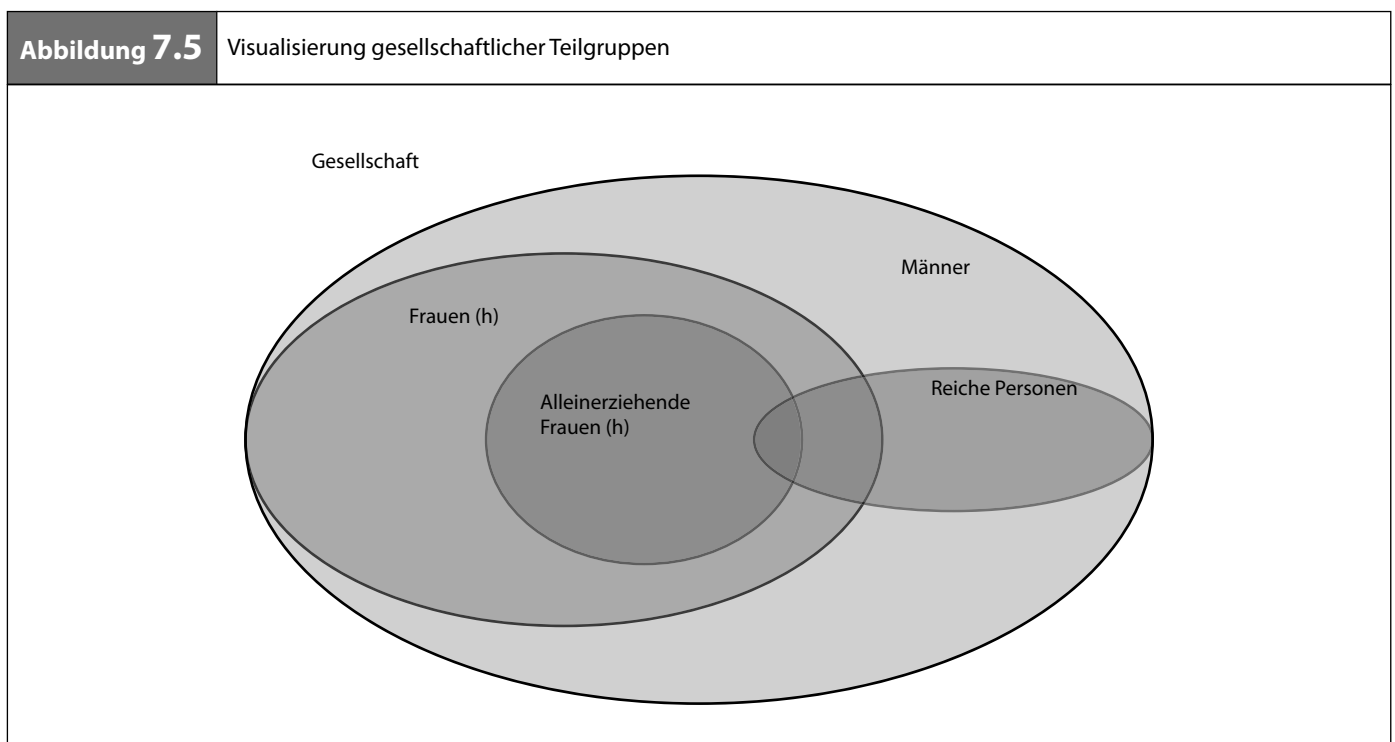 Abbildung 7.5 Visualisierung gesellschaftlicher Teilgruppen
Gesellschaft
Männer
Frauen (h)
Reiche Personen
Alleinerziehende
Frauen (h)